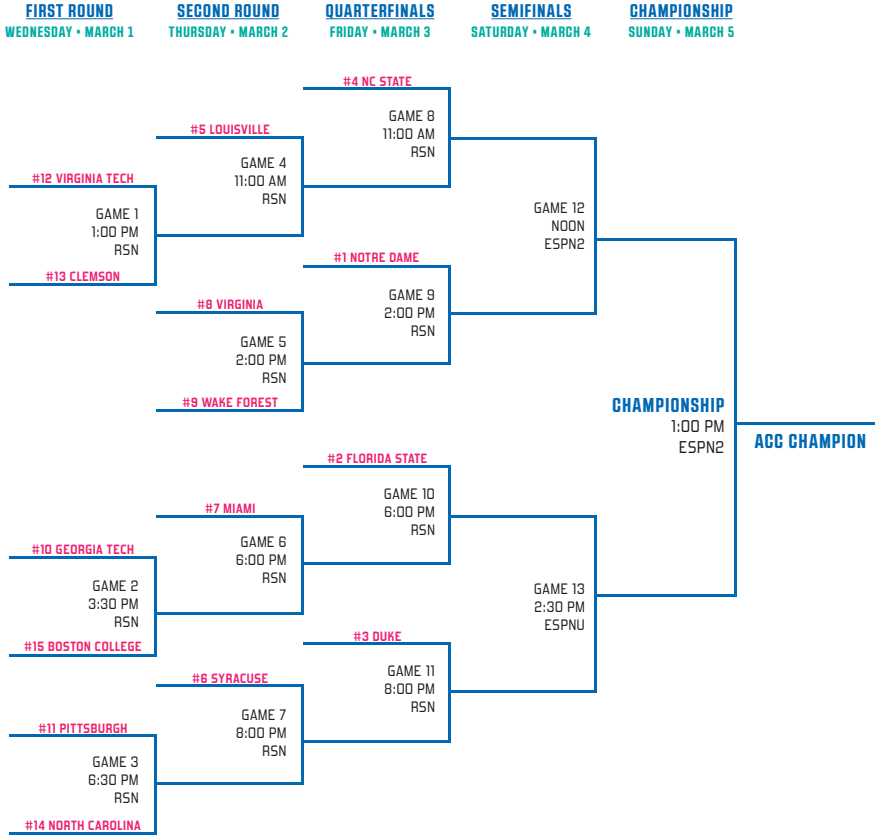 FIRST ROUND
WEDNESDAY • MARCH 1
SECOND ROUND
THURSDAY • MARCH 2
QUARTERFINALS
FRIDAY • MARCH 3
SEMIFINALS
SATURDAY • MARCH 4
CHAMPIONSHIP
SUNDAY • MARCH 5
#12 VIRGINIA TECH
GAME 1
1:00 PM
RSN
#13 CLEMSON
#10 GEORGIA TECH
GAME 2
3:30 PM
RSN
#15 BOSTON COLLEGE
#11 PITTSBURGH
GAME 3
6:30 PM
RSN
#14 NORTH CAROLINA
#5 LOUISVILLE
GAME 4
11:00 AM
RSN
#8 VIRGINIA
GAME 5
2:00 PM
RSN
#9 WAKE FOREST
#7 MIAMI
GAME 6
6:00 PM
RSN
#6 SYRACUSE
GAME 7
8:00 PM
RSN
#4 NC STATE
GAME 8
11:00 AM
RSN
#1 NOTRE DAME
GAME 9
2:00 PM
RSN
#2 FLORIDA STATE
GAME 10
6:00 PM
RSN
#3 DUKE
GAME 11
8:00 PM
RSN
GAME 12
NOON
ESPN2
GAME 13
2:30 PM
ESPNU
CHAMPIONSHIP
1:00 PM
ESPN2
ACC CHAMPION